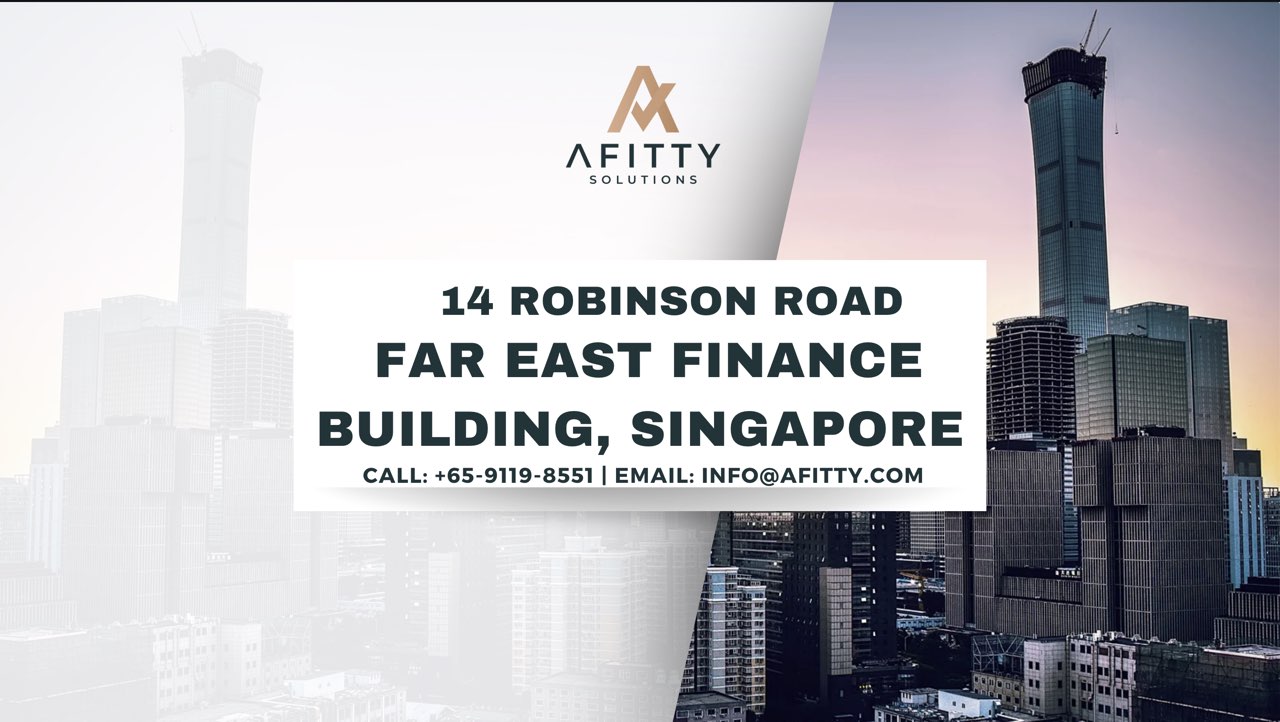 AFITTY
SOLUTIONS
14 ROBINSON ROAD
FAR EAST FINANCE
BUILDING, SINGAPORE
CALL: +65-9119-8551 | EMAIL: INFO@AFITTY.COM